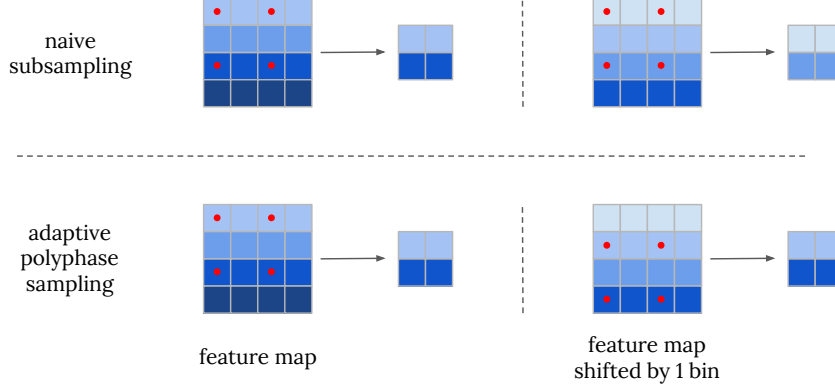 naive
subsampling
adaptive
polyphase
sampling
feature map
feature map
shifted by 1 bin